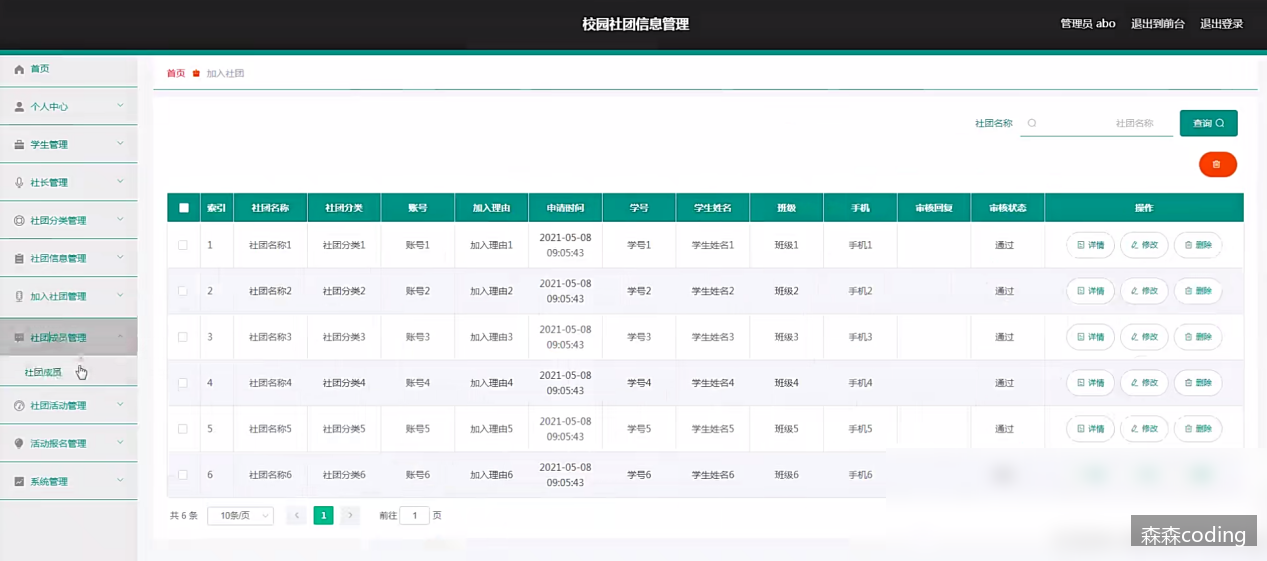 校园社团信息管理
管理员 abo 退出到前台 退出登录
首页
个人中心
学生管理
社长管理
社团分类管理
社团信息管理
加入社团管理
社团成员管理
社团成员
社团活动管理
活动报名管理
系统管理
首页 加入社团
社团名称 社团名称 查询
索引 社团名称 社团分类 账号 加入理由 申请时间 学号 学生姓名 班级 手机 审核回复 审核状态 操作
1 社团名称1 社团分类1 账号1 加入理由1 2021-05-08 09:05:43 学号1 学生姓名1 班级1 手机1 通过 详情 修改 删除
2 社团名称2 社团分类2 账号2 加入理由2 2021-05-08 09:05:43 学号2 学生姓名2 班级2 手机2 通过 详情 修改 删除
3 社团名称3 社团分类3 账号3 加入理由3 2021-05-08 09:05:43 学号3 学生姓名3 班级3 手机3 通过 详情 修改 删除
4 社团名称4 社团分类4 账号4 加入理由4 2021-05-08 09:05:43 学号4 学生姓名4 班级4 手机4 通过 详情 修改 删除
5 社团名称5 社团分类5 账号5 加入理由5 2021-05-08 09:05:43 学号5 学生姓名5 班级5 手机5 通过 详情 修改 删除
6 社团名称6 社团分类6 账号6 加入理由6 2021-05-08 09:05:43 学号6 学生姓名6 班级6 手机6
共 6 条 10条/页 1 前往 1 页
森森coding